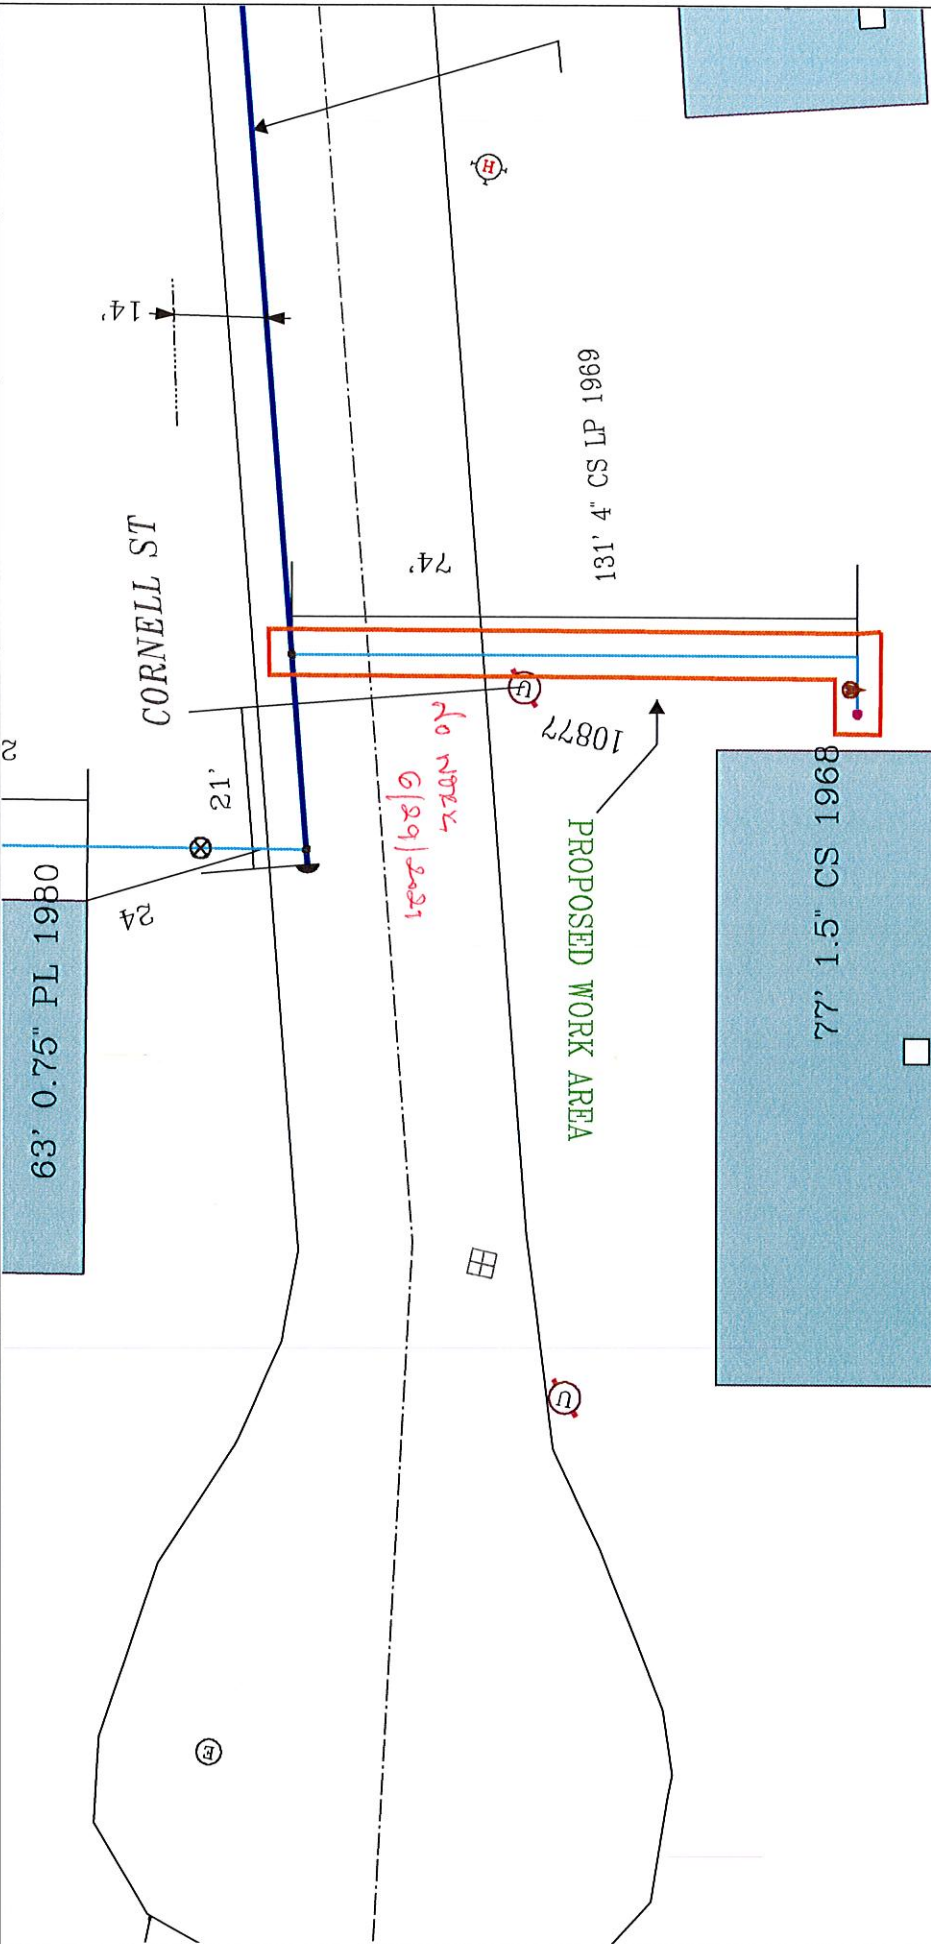 H
14'
131' 4" CS LP 1969
CORNELL ST
74'
U
10877
No WORK
6/29/2021
21'
2
24
63' 0.75" PL 1980
PROPOSED WORK AREA
77' 1.5" CS 1968
U
E